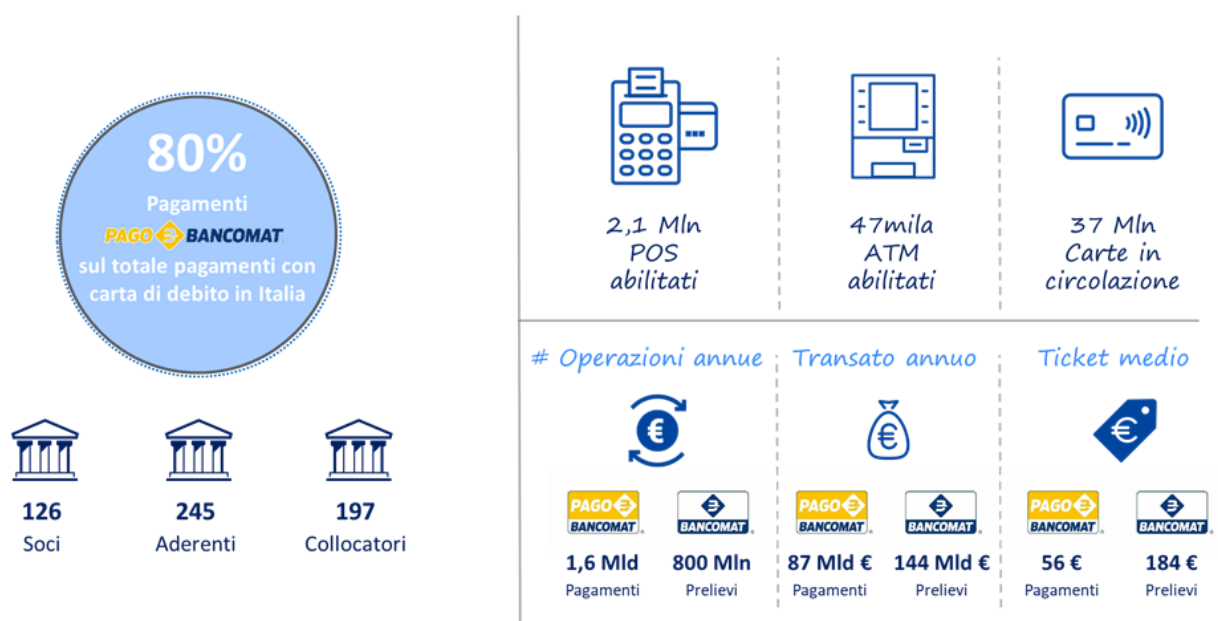 80%
Pagamenti
PAGO BANCOMAT
sul totale pagamenti con
carta di debito in Italia
126
Soci
245
Aderenti
197
Collocatori
2,1 Mln
POS
abilitati
47mila
ATM
abilitati
37 Mln
Carte in
circolazione
# Operazioni annue
€
PAGO
BANCOMAT
1,6 Mld
Pagamenti
BANCOMAT
800 Mln
Prelievi
Transato annuo
€
PAGO
BANCOMAT
87 Mld €
Pagamenti
BANCOMAT
144 Mld €
Prelievi
Ticket medio
€
PAGO
BANCOMAT
56 €
Pagamenti
BANCOMAT
184 €
Prelievi